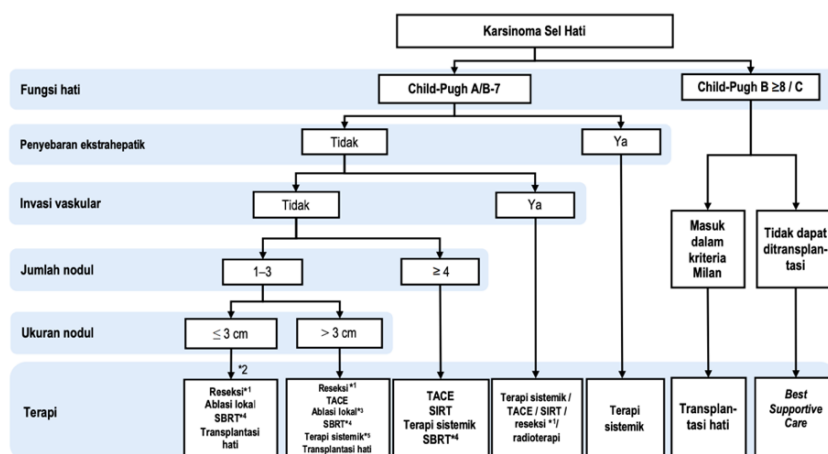 Karsinoma Sel Hati
Fungsi hati
Child-Pugh A/B-7
Child-Pugh B ≥8 / C
Penyebaran ekstrahepatik
Tidak
Ya
Invasi vaskular
Tidak
Ya
Masuk
dalam
kriteria
Milan
Tidak dapat
ditransplan-
tasi
Jumlah nodul
1–3
≥ 4
Ukuran nodul
≤ 3 cm
> 3 cm
*2
Terapi
Reseksi*1
Ablasi lokal
SBRT*4
Transplantasi
hati
Reseksi*1
TACE
Ablasi lokal*3
SBRT*4
Terapi sistemik*5
Transplantasi hati
TACE
SIRT
Terapi sistemik
SBRT*4
Terapi sistemik /
TACE / SIRT /
reseksi *1/
radioterapi
Terapi
sistemik
Transplan-
tasi hati
Best
Supportive
Care